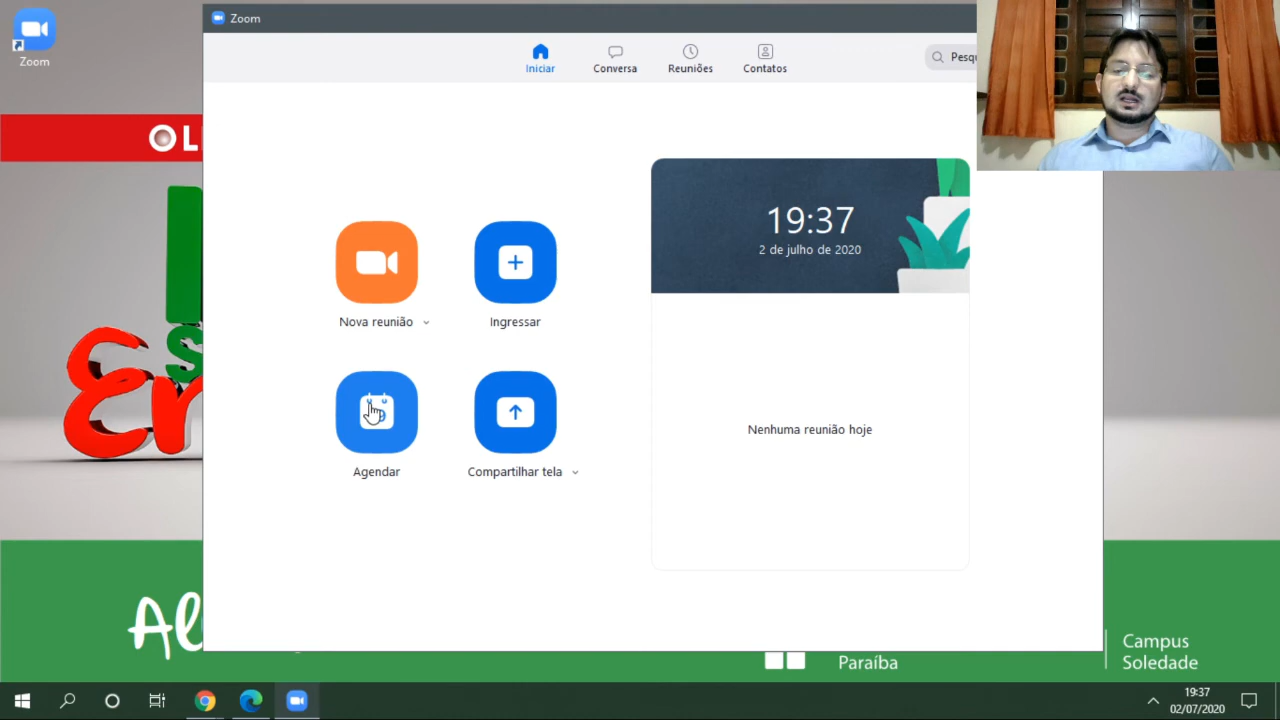 Zoom
Zoom
Iniciar
Conversa
Reuniões
Contatos
19:37
2 de julho de 2020
Nova reunião
Ingressar
Agendar
Compartilhar tela
Nenhuma reunião hoje
Paraíba
Campus
Soledade
19:37
02/07/2020